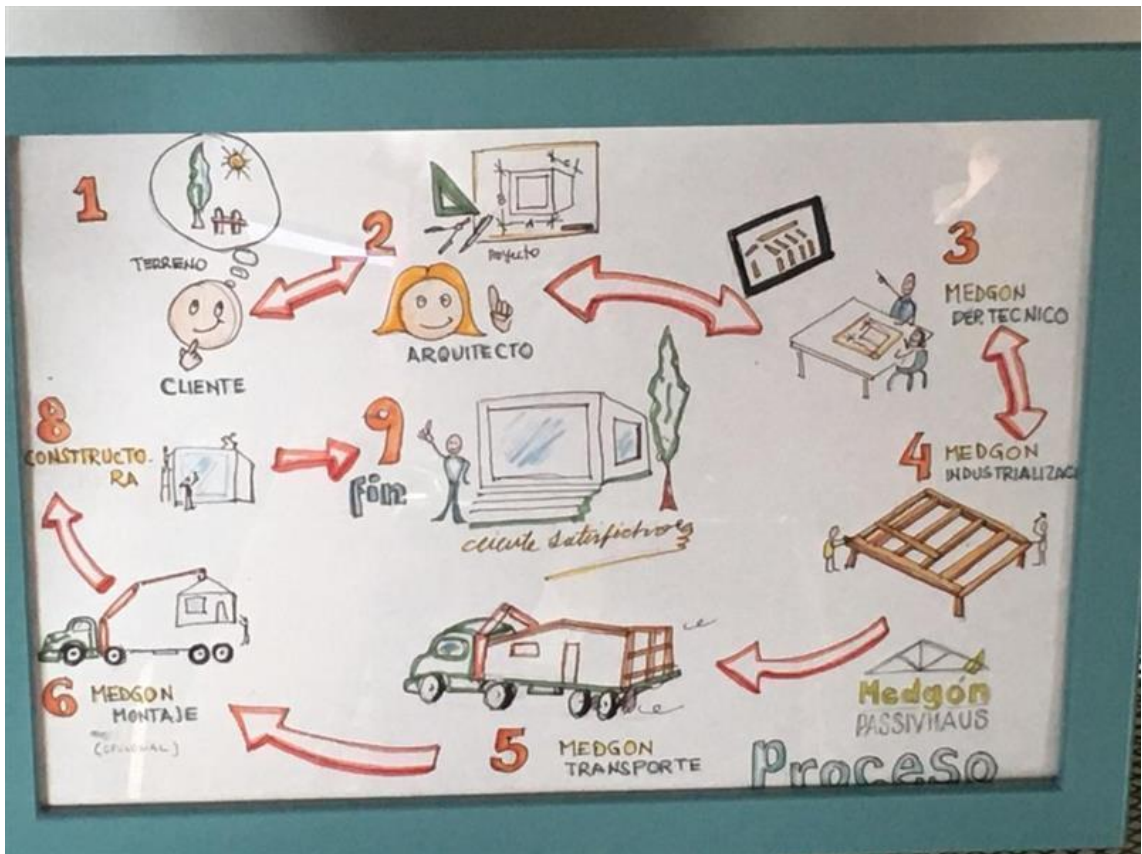 1
TERRENO
CLIENTE
2
Proyecto
ARQUITECTO
3
MEDGON
DEP. TECNICO
4
MEDGON
INDUSTRIALIZACI
5
MEDGON
TRANSPORTE
6
MEDGON
MONTAJE
(OPCIONAL)
8
CONSTRUCTO-
RA
9
fin.
cliente satisfecho
Medgón
PASSIVHAUS
Proceso